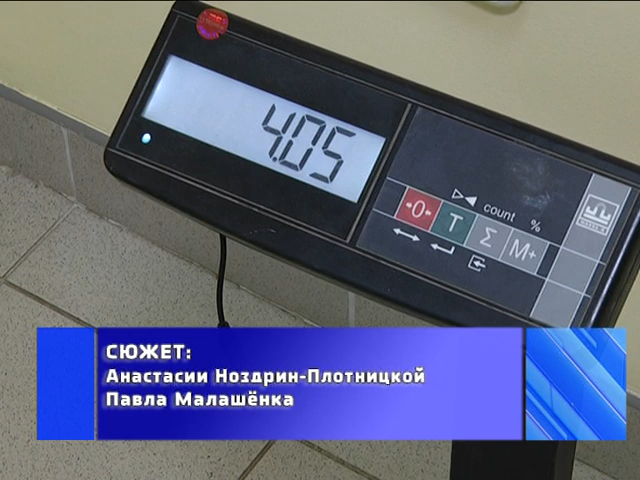 4.05
count
%
→0←
T
Σ
M+
СЮЖЕТ:
Анастасии Ноздрин-Плотницкой
Павла Малашёнка